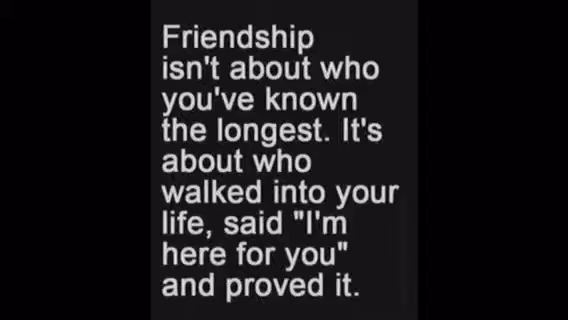 Friendship
isn't about who
you've known
the longest. It's
about who
walked into your
life, said "I'm
here for you"
and proved it.